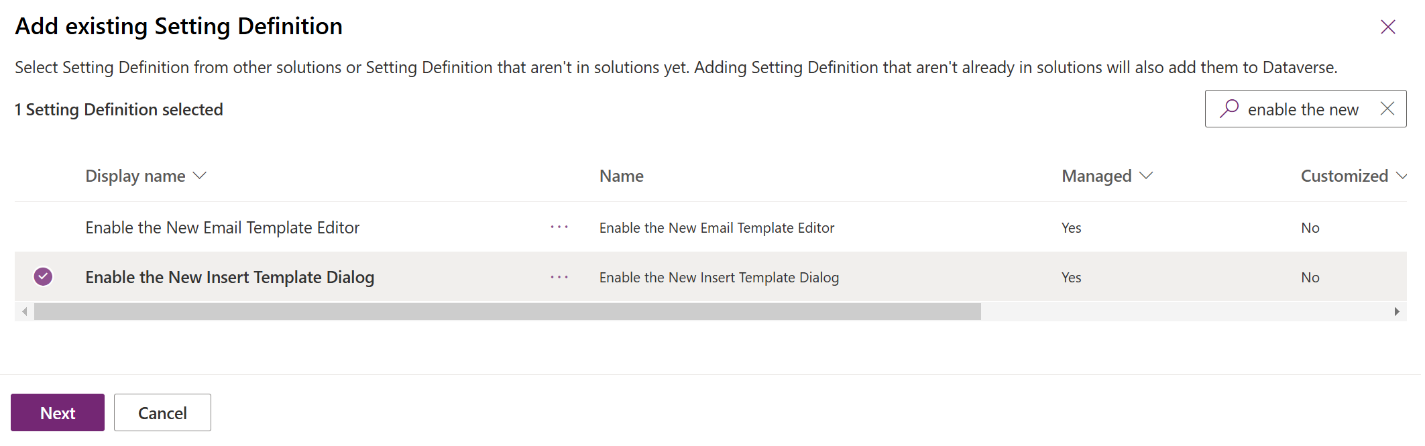 Add existing Setting Definition
Select Setting Definition from other solutions or Setting Definition that aren't in solutions yet. Adding Setting Definition that aren't already in solutions will also add them to Dataverse.
1 Setting Definition selected
enable the new
Display name Name Managed Customized
Enable the New Email Template Editor ... Enable the New Email Template Editor Yes No
Enable the New Insert Template Dialog ... Enable the New Insert Template Dialog Yes No
Next Cancel